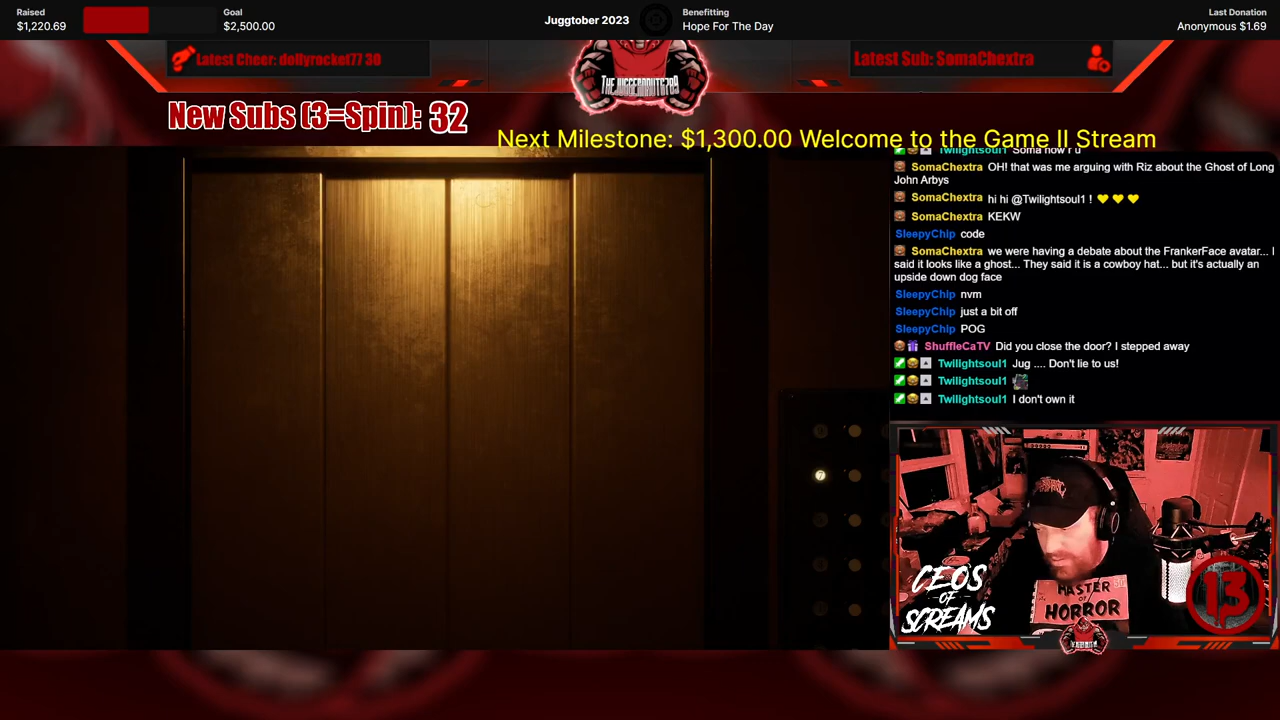 Raised
$1,220.69
Goal
$2,500.00
Juggtober 2023
Benefitting
Hope For The Day
Last Donation
Anonymous $1.69
Latest Cheer: dollyrocket77 30
THEJUGGERNAUT6789
Latest Sub: SomaChextra
New Subs (3=Spin): 32
Next Milestone: $1,300.00 Welcome to the Game II Stream
Twilightsoul1 Soma how r u
SomaChextra OH! that was me arguing with Riz about the Ghost of Long
John Arbys
SomaChextra hi hi @Twilightsoul1 !
SomaChextra KEKW
SleepyChip code
SomaChextra we were having a debate about the FrankerFace avatar... I
said it looks like a ghost... They said it is a cowboy hat... but it's actually an
upside down dog face
SleepyChip nvm
SleepyChip just a bit off
SleepyChip POG
ShuffleCaTV Did you close the door? I stepped away
Twilightsoul1 Jug .... Don't lie to us!
Twilightsoul1
Twilightsoul1 I don't own it
7
CEOS
OF
SCREAMS
MASTER
OF
HORROR
13